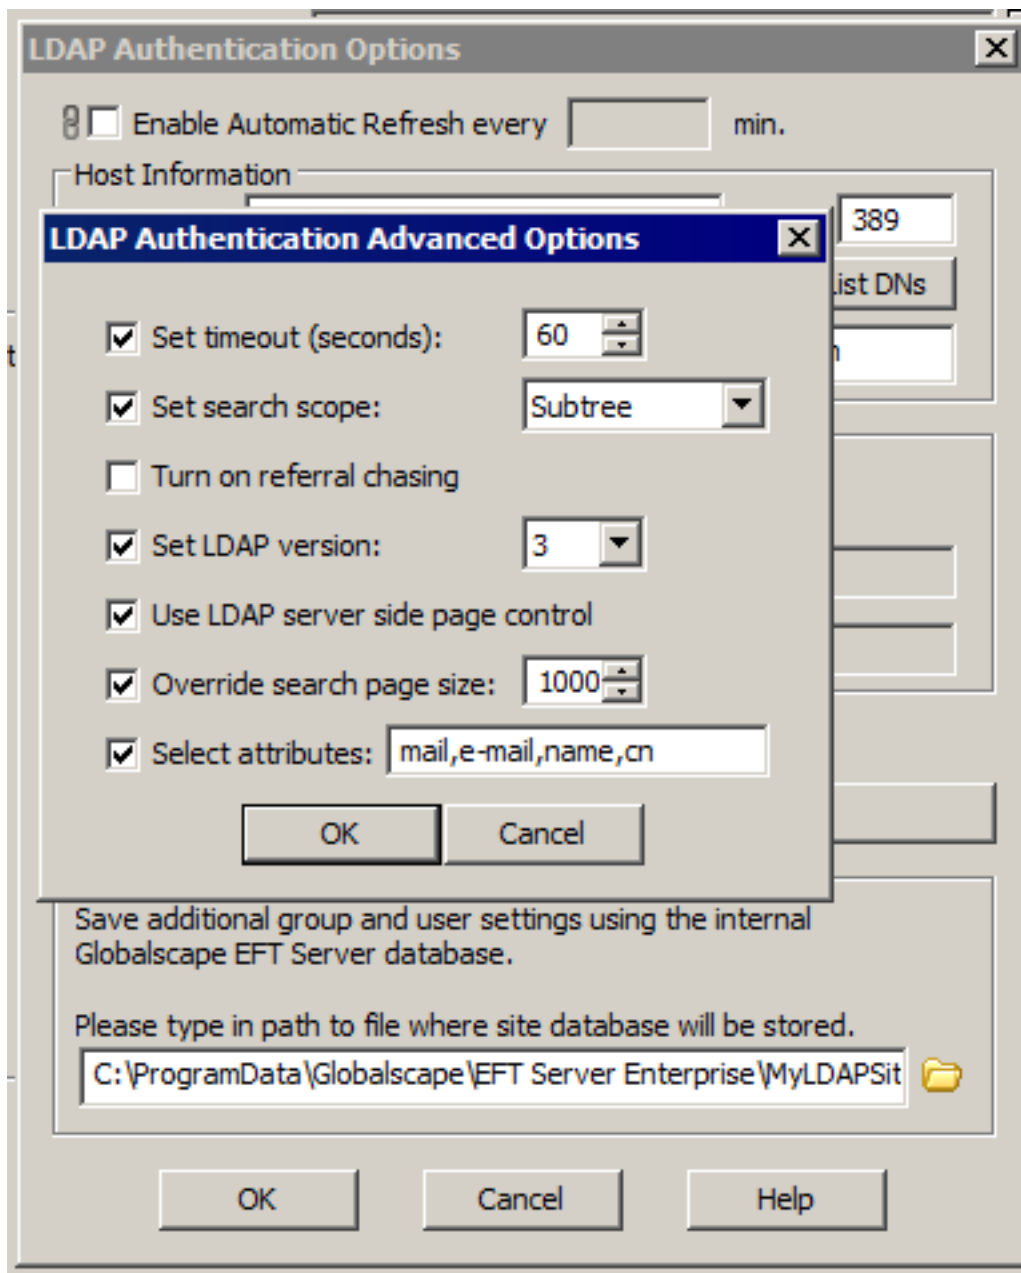 LDAP Authentication Options
Enable Automatic Refresh every min.
Host Information
389
LDAP Authentication Advanced Options
List DNs
Set timeout (seconds): 60
Set search scope: Subtree
Turn on referral chasing
Set LDAP version: 3
Use LDAP server side page control
Override search page size: 1000
Select attributes: mail,e-mail,name,cn
OK Cancel
Save additional group and user settings using the internal
Globalscape EFT Server database.
Please type in path to file where site database will be stored.
C:\ProgramData\Globalscape\EFT Server Enterprise\MyLDAPSit
OK Cancel Help